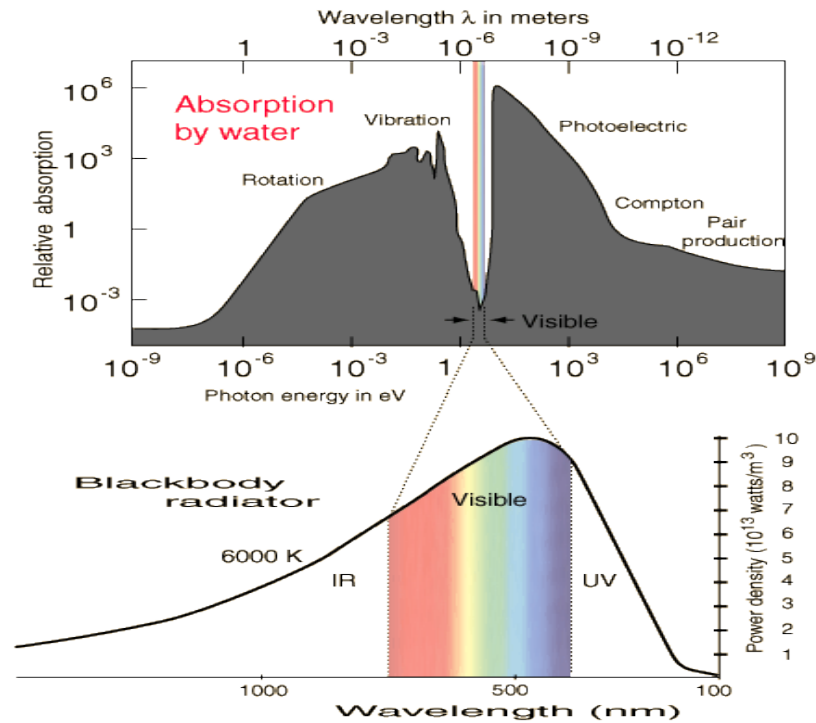 Wavelength λ in meters
1 10⁻³ 10⁻⁶ 10⁻⁹ 10⁻¹²
Absorption
by water
Relative absorption
10⁶
10³
1
10⁻³
Rotation
Vibration
Photoelectric
Compton
Pair
production
Visible
10⁻⁹ 10⁻⁶ 10⁻³ 1 10³ 10⁶ 10⁹
Photon energy in eV
Blackbody
radiator
6000 K
IR
Visible
UV
10
9
8
7
6
5
4
3
2
1
Power density (10¹³ watts/m³)
1000 500 100
Wavelength (nm)